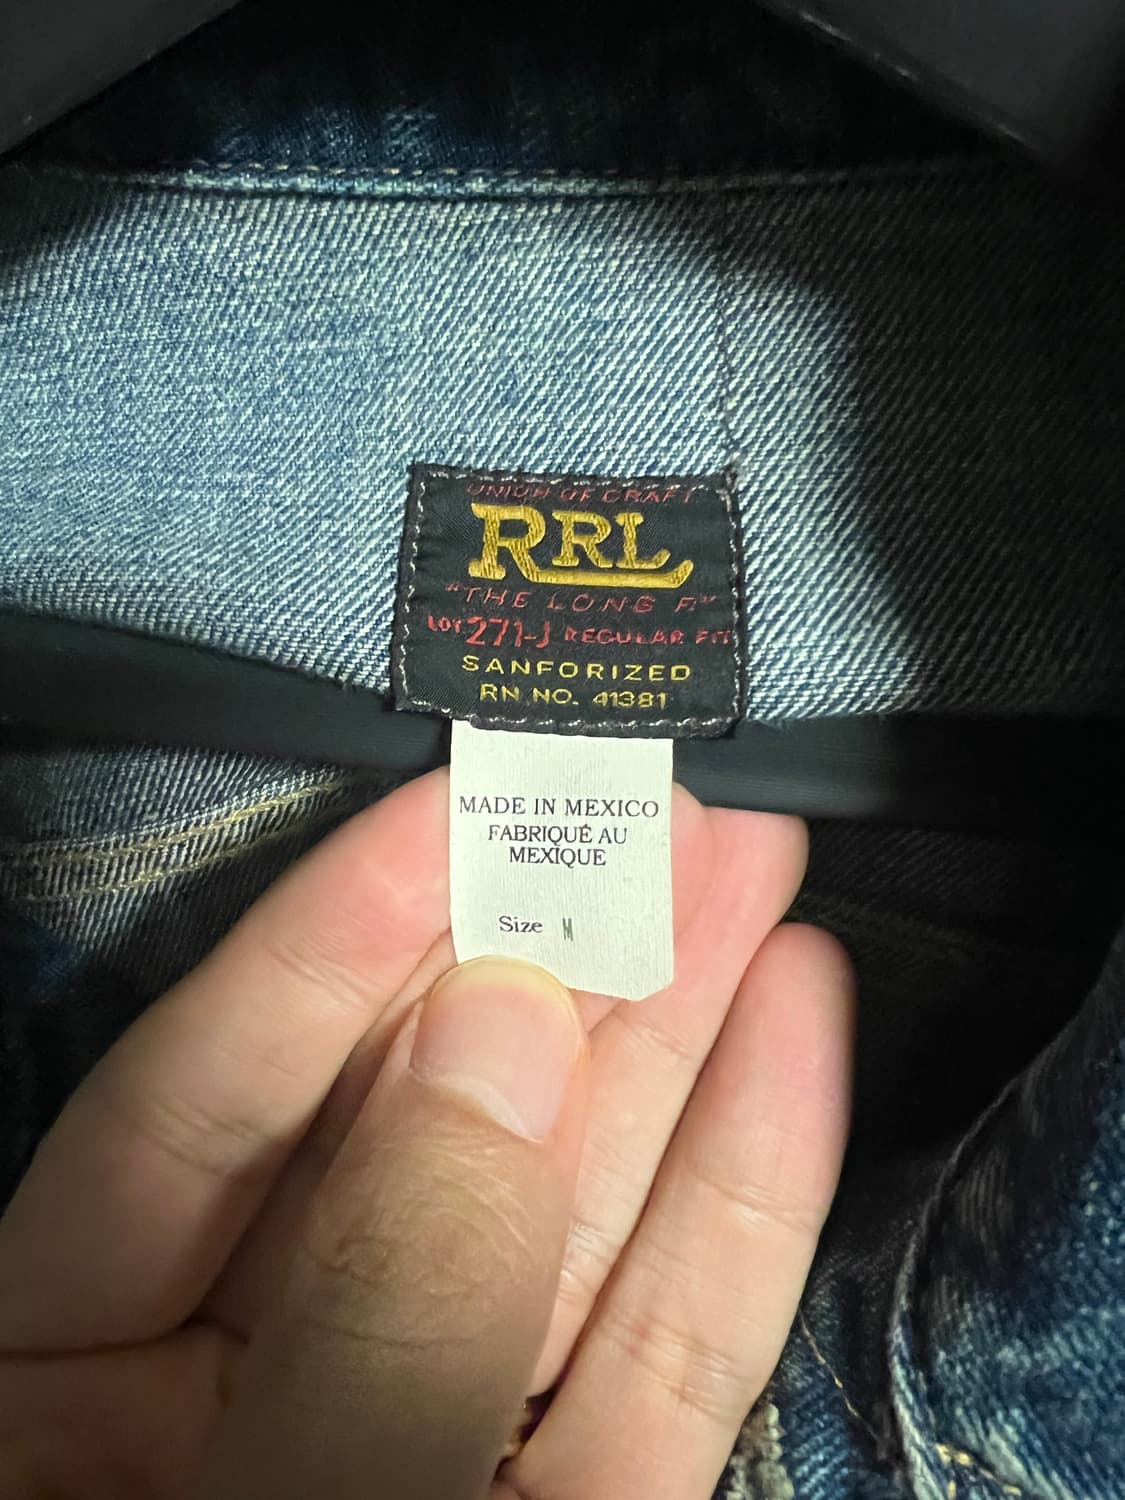 UNION OF CRAFT
RRL
"THE LONG R."
LOT 271-J REGULAR FIT
SANFORIZED
RN NO. 41381
MADE IN MEXICO
FABRIQUÉ AU
MEXIQUE
Size M